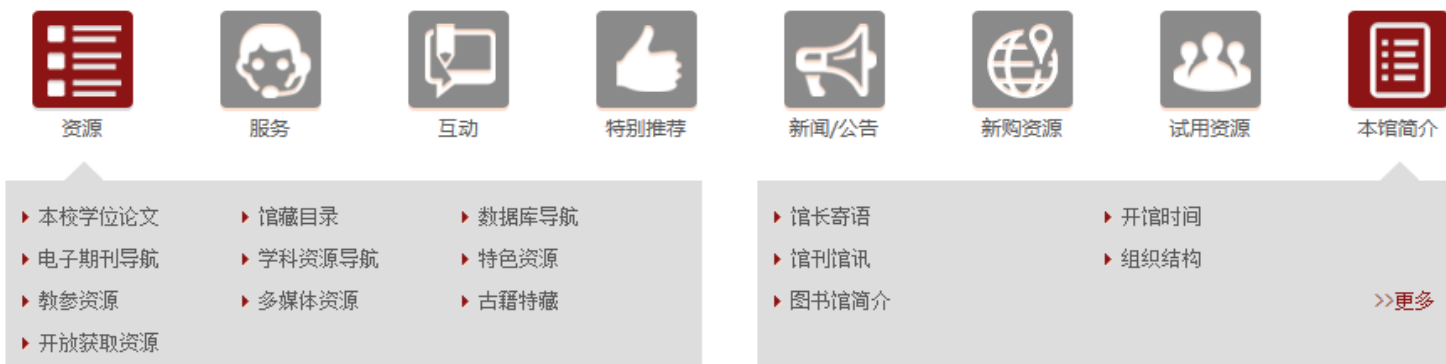 资源 服务 互动 特别推荐 新闻/公告 新购资源 试用资源 本馆简介
本校学位论文 馆藏目录 数据库导航
电子期刊导航 学科资源导航 特色资源
教参资源 多媒体资源 古籍特藏
开放获取资源
馆长寄语 开馆时间
馆刊馆讯 组织结构
图书馆简介 >>更多